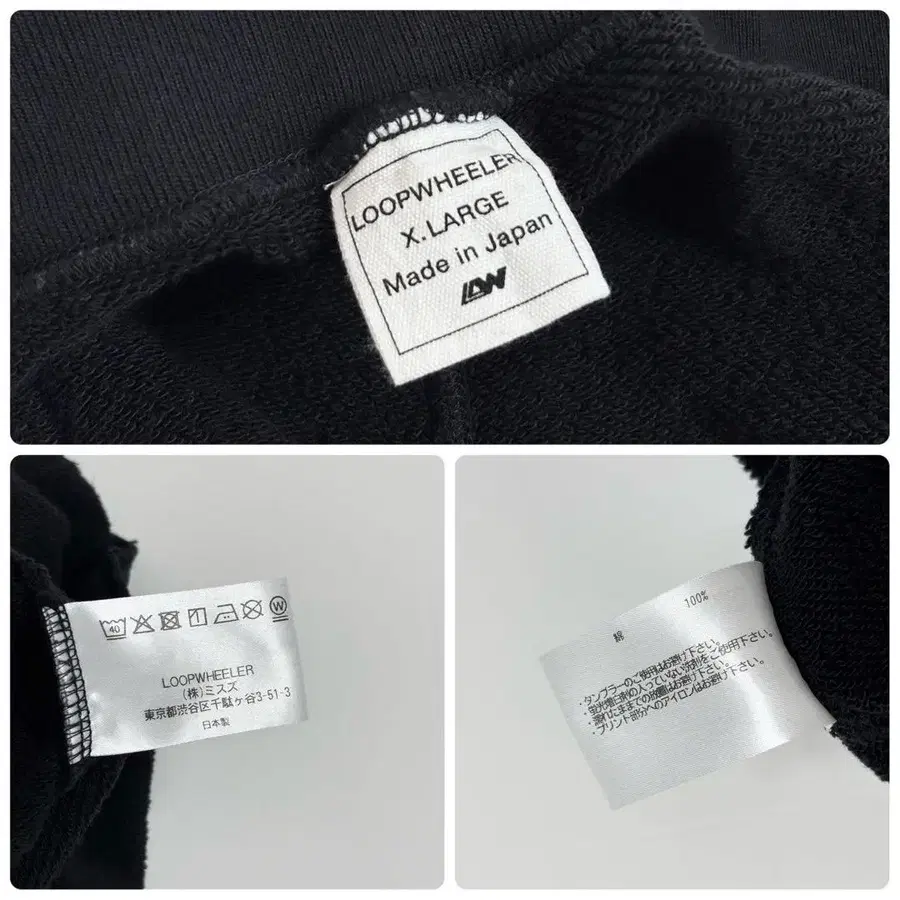 LOOPWHEELER
X.LARGE
Made in Japan
LW
40
W
LOOPWHEELER
(株)ミスズ
東京都渋谷区千駄ヶ谷3-51-3
日本製
綿 100%
・タンブラーのご使用はお避け下さい。
・蛍光増白剤の入っていない洗剤をご使用下さい。
・濡れたままでの放置はお避け下さい。
・プリント部分へのアイロンはお避け下さい。